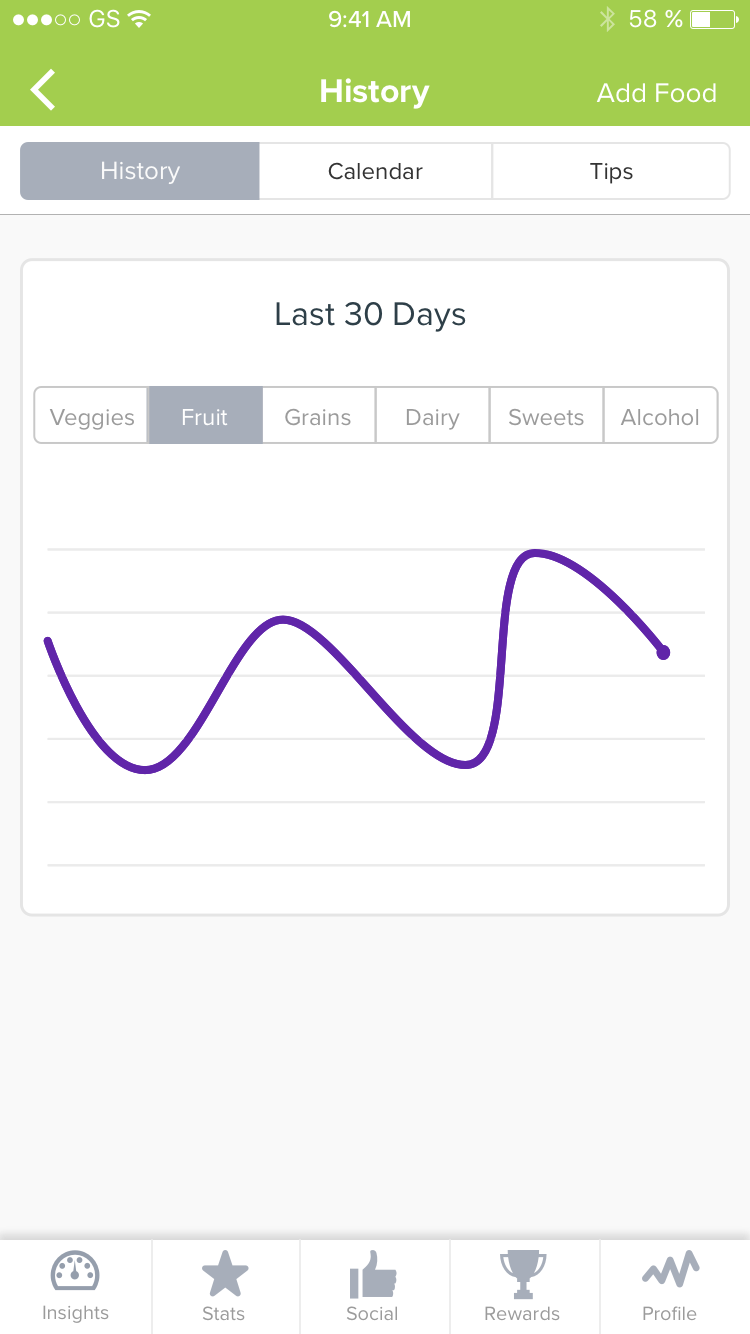 GS 9:41 AM 58 %
History Add Food
History Calendar Tips
Last 30 Days
Veggies Fruit Grains Dairy Sweets Alcohol
Insights Stats Social Rewards Profile